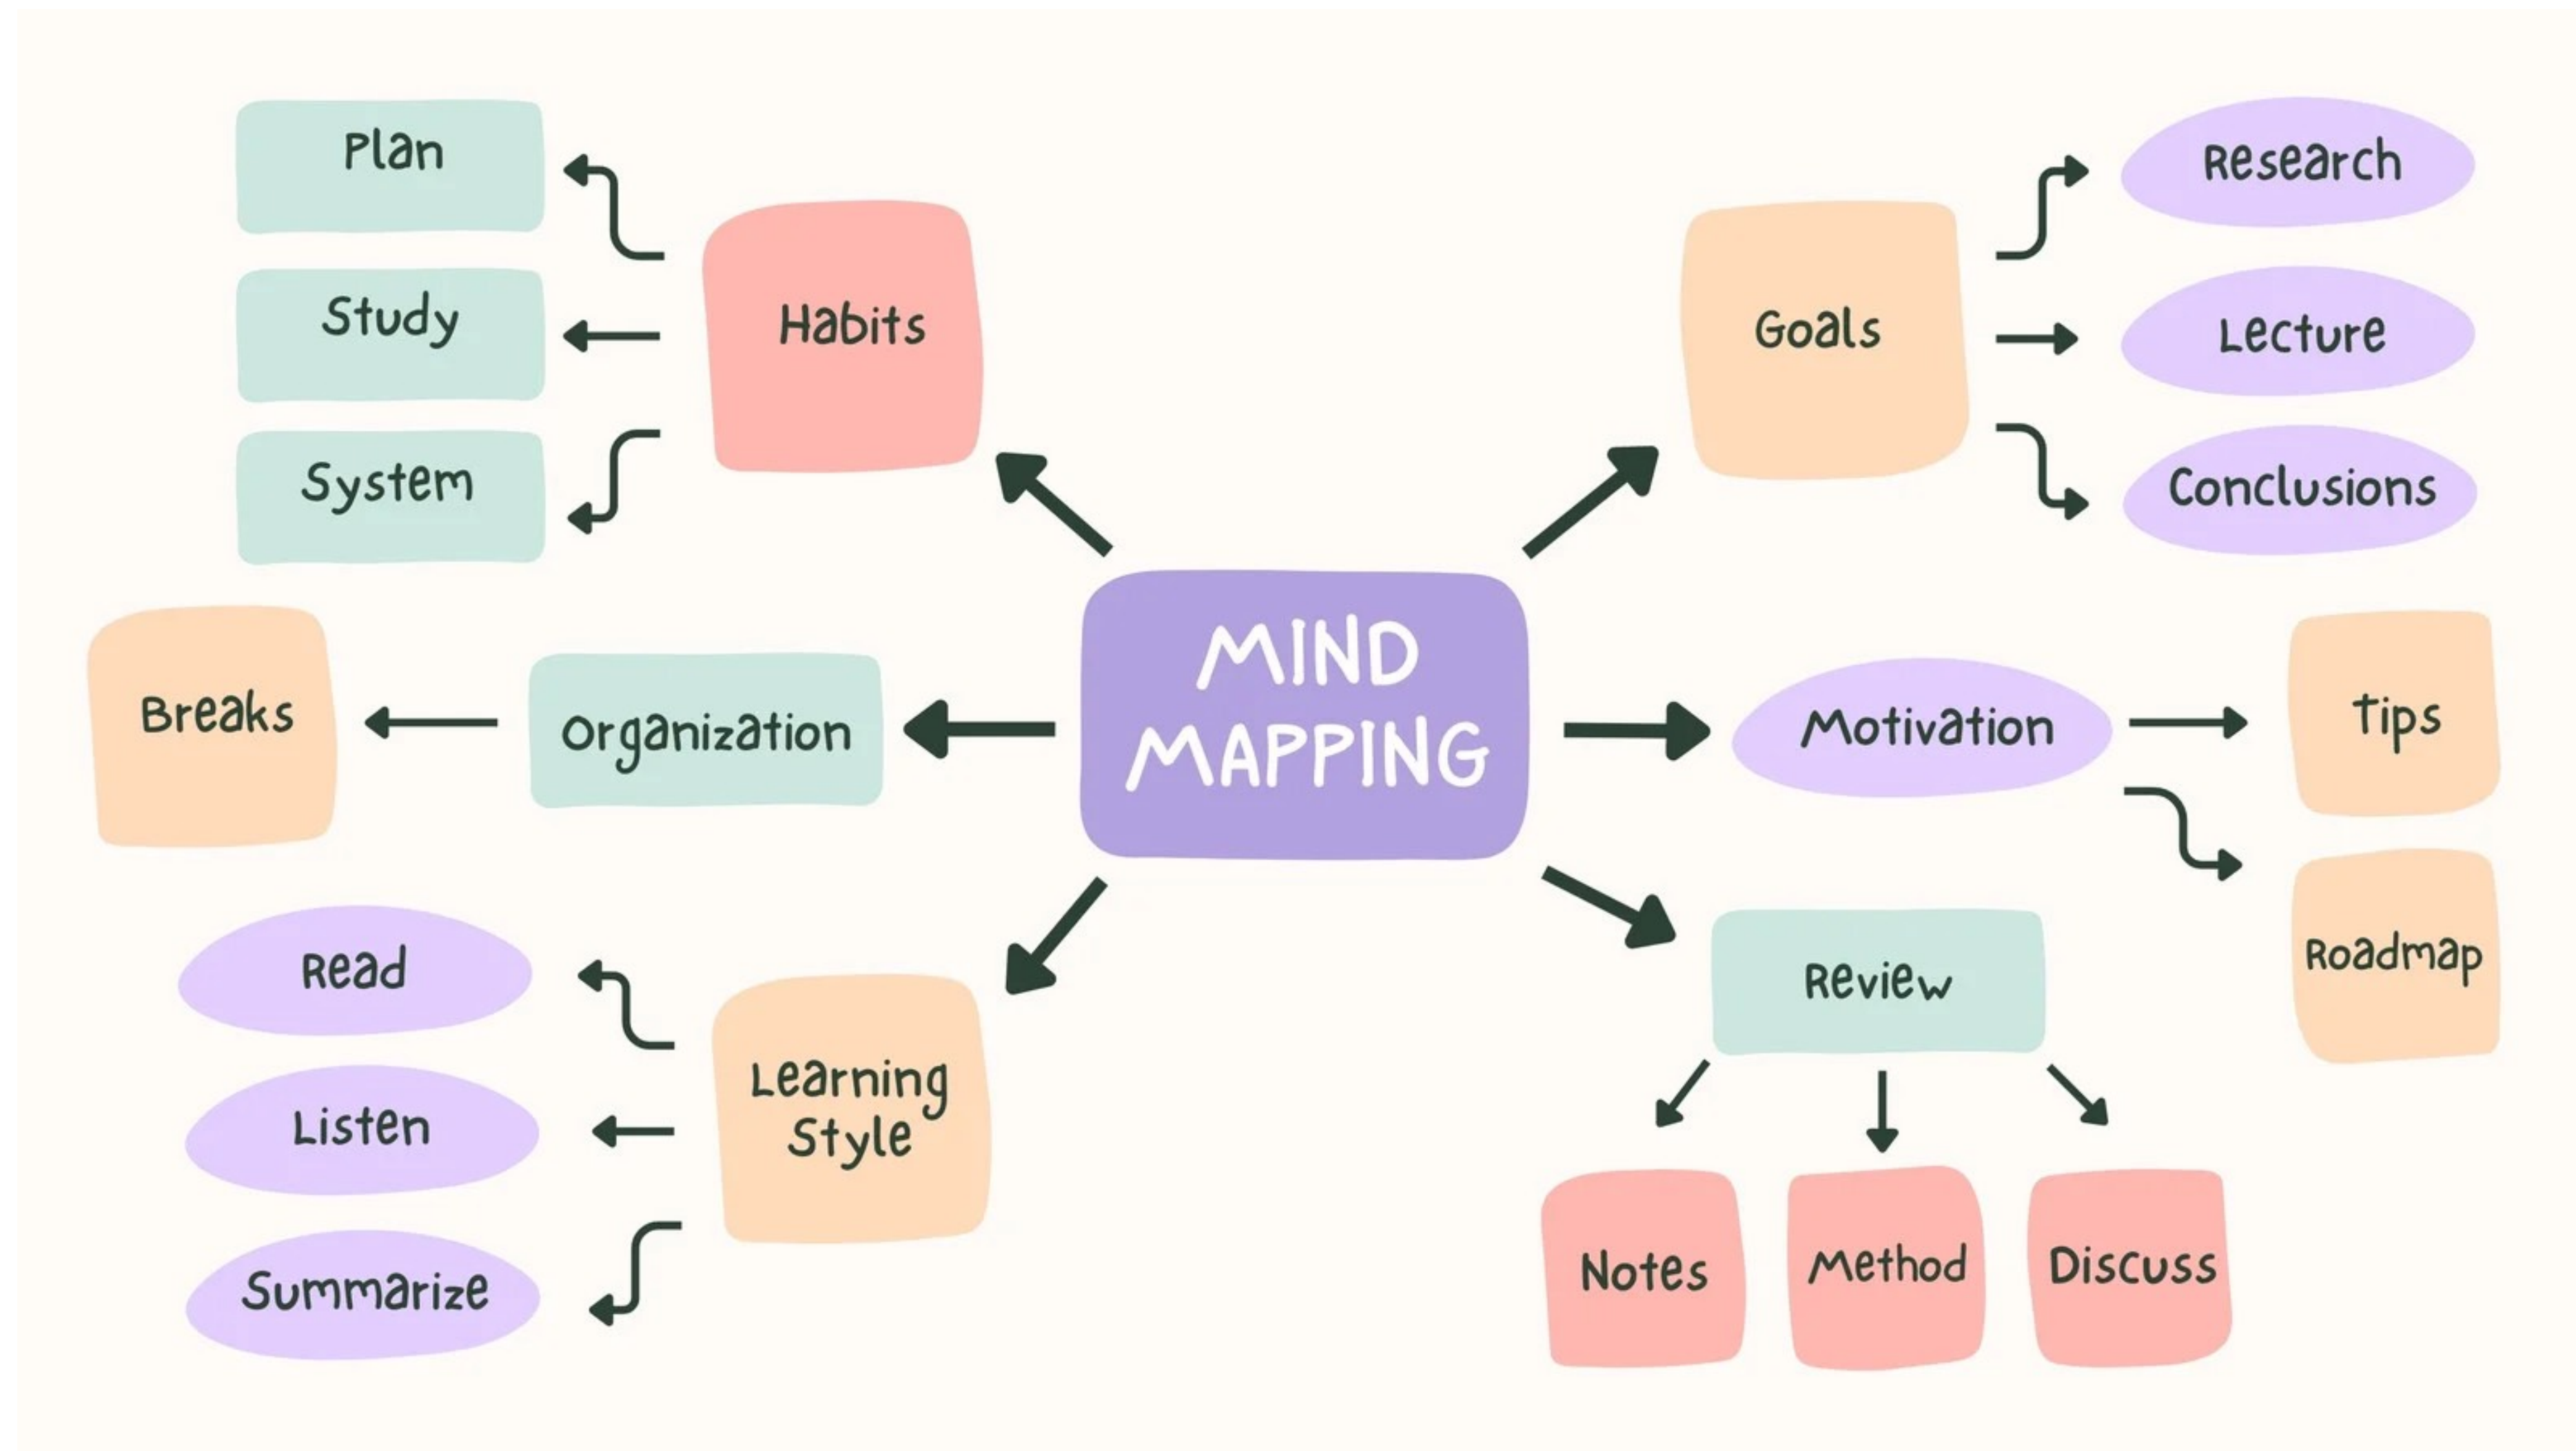 Plan
Study
System
Habits
Goals
Research
Lecture
Conclusions
MIND
MAPPING
Breaks
Organization
Motivation
Tips
Roadmap
Read
Listen
Summarize
Learning
Style
Review
Notes
Method
Discuss